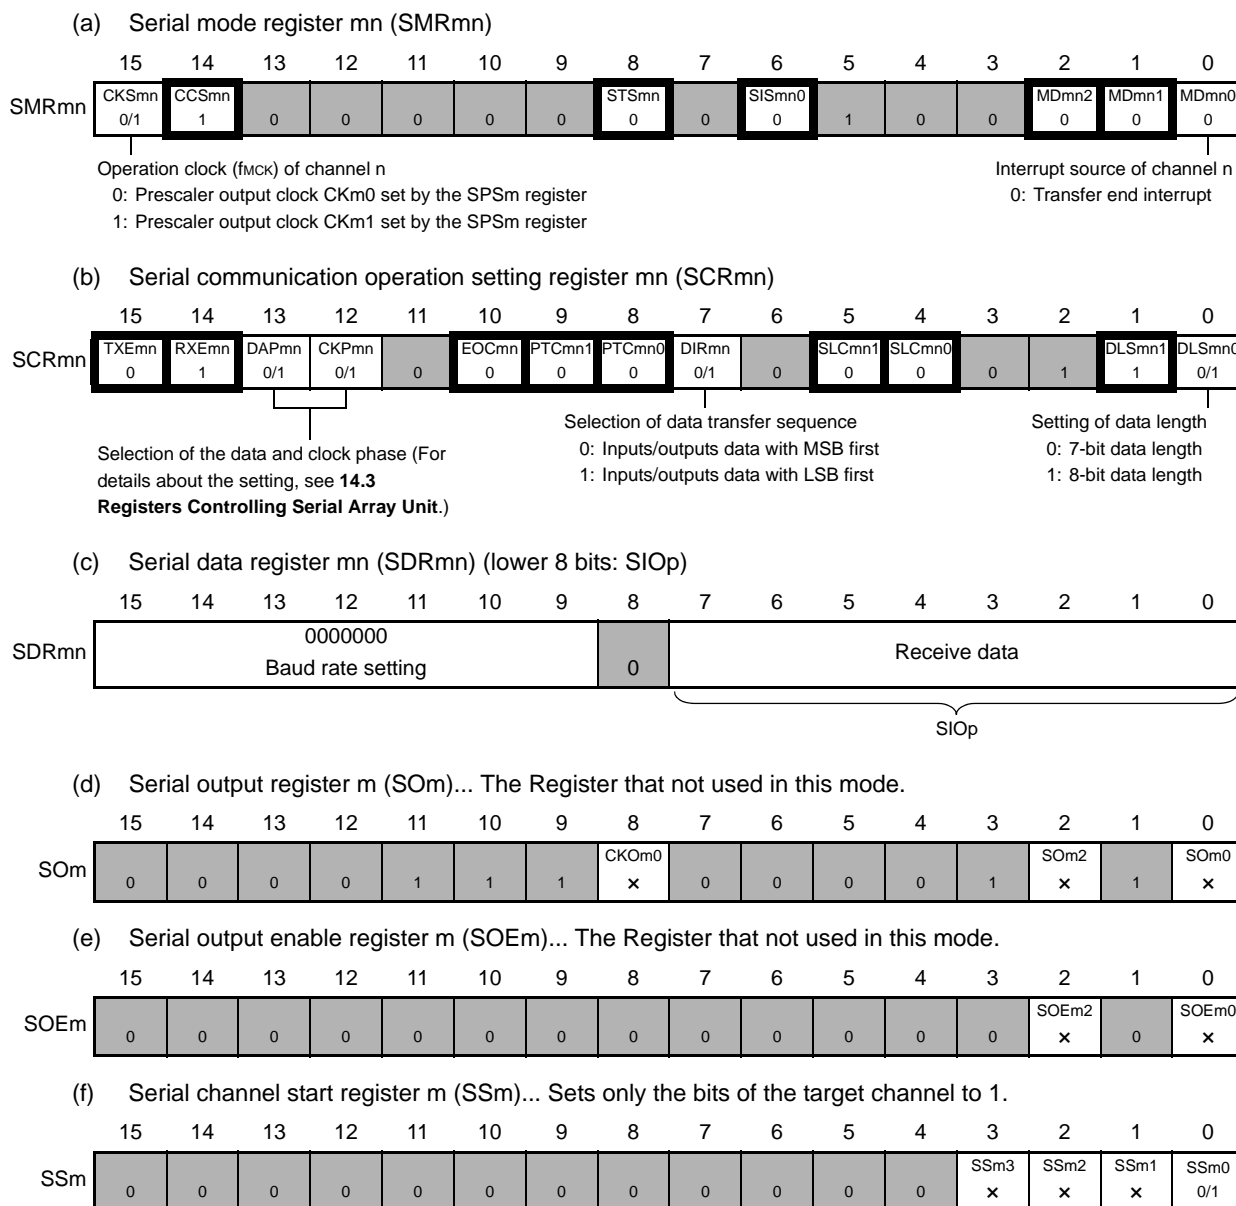 (a) Serial mode register mn (SMRmn)
15 14 13 12 11 10 9 8 7 6 5 4 3 2 1 0
SMRmn
CKSmn CCSmn STSmn SISmn0 MDmn2 MDmn1 MDmn0
0/1 1 0 0 0 0 0 0 0 0 1 0 0 0 0 0
Operation clock (fMCK) of channel n
0: Prescaler output clock CKm0 set by the SPSm register
1: Prescaler output clock CKm1 set by the SPSm register
Interrupt source of channel n
0: Transfer end interrupt
(b) Serial communication operation setting register mn (SCRmn)
15 14 13 12 11 10 9 8 7 6 5 4 3 2 1 0
SCRmn
TXEmn RXEmn DAPmn CKPmn EOCmn PTCmn1 PTCmn0 DIRmn SLCmn1 SLCmn0 DLSmn1 DLSmn0
0 1 0/1 0/1 0 0 0 0 0/1 0 0 0 0 1 1 0/1
Selection of the data and clock phase (For
details about the setting, see 14.3
Registers Controlling Serial Array Unit.)
Selection of data transfer sequence
0: Inputs/outputs data with MSB first
1: Inputs/outputs data with LSB first
Setting of data length
0: 7-bit data length
1: 8-bit data length
(c) Serial data register mn (SDRmn) (lower 8 bits: SIOp)
15 14 13 12 11 10 9 8 7 6 5 4 3 2 1 0
SDRmn
0000000
Baud rate setting
0
Receive data
SIOp
(d) Serial output register m (SOm)... The Register that not used in this mode.
15 14 13 12 11 10 9 8 7 6 5 4 3 2 1 0
SOm
CKOm0 SOm2 SOm0
0 0 0 0 1 1 1 × 0 0 0 0 1 × 1 ×
(e) Serial output enable register m (SOEm)... The Register that not used in this mode.
15 14 13 12 11 10 9 8 7 6 5 4 3 2 1 0
SOEm
SOEm2 SOEm0
0 0 0 0 0 0 0 0 0 0 0 0 0 × 0 ×
(f) Serial channel start register m (SSm)... Sets only the bits of the target channel to 1.
15 14 13 12 11 10 9 8 7 6 5 4 3 2 1 0
SSm
SSm3 SSm2 SSm1 SSm0
0 0 0 0 0 0 0 0 0 0 0 0 × × × 0/1